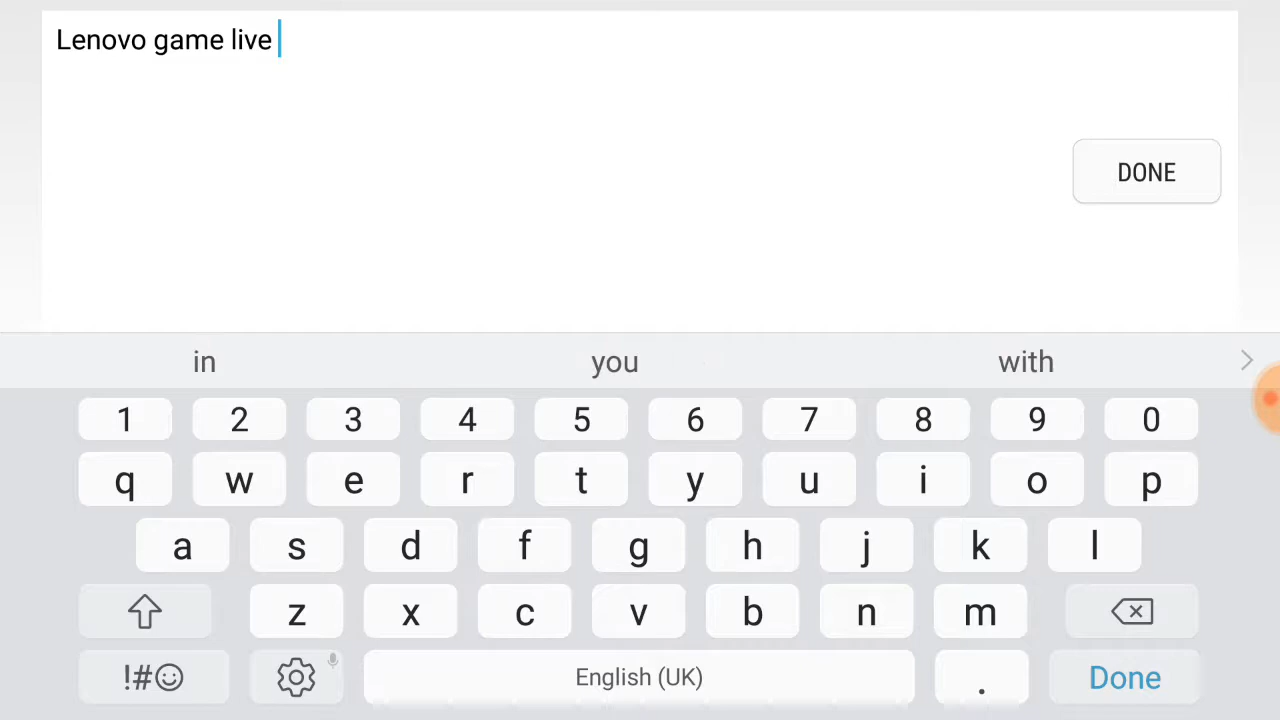 Lenovo game live
DONE
in you with
1 2 3 4 5 6 7 8 9 0
q w e r t y u i o p
a s d f g h j k l
z x c v b n m
!# English (UK) . Done